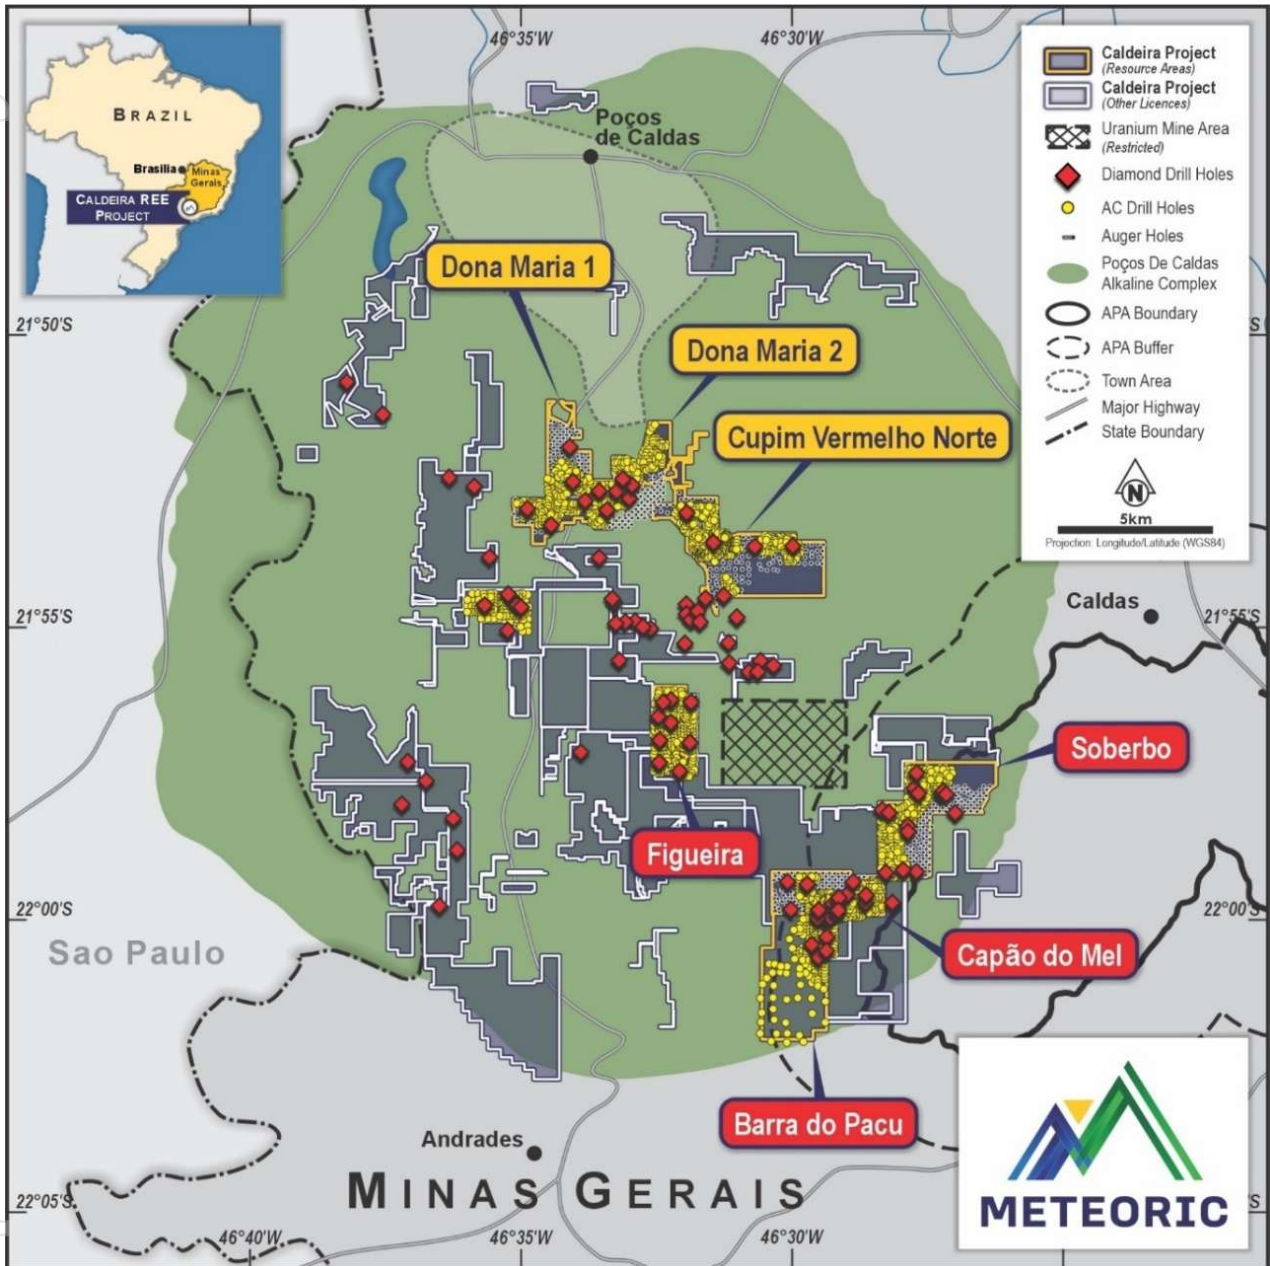 46°35'W
46°30'W
BRAZIL
Brasilia
Minas
Gerais
CALDEIRA REE
PROJECT
Caldeira Project
(Resource Areas)
Caldeira Project
(Other Licences)
Uranium Mine Area
(Restricted)
Diamond Drill Holes
AC Drill Holes
Auger Holes
Poços De Caldas
Alkaline Complex
APA Boundary
APA Buffer
Town Area
Major Highway
State Boundary
N
5km
Projection: Longitude/Latitude (WGS84)
Poços
de Caldas
Dona Maria 1
21°50'S
S
Dona Maria 2
Cupim Vermelho Norte
Caldas
21°55'S
21°55'S
Soberbo
Figueira
22°00'S
22°00'S
Sao Paulo
Capão do Mel
Barra do Pacu
Andrades
MINAS GERAIS
METEORIC
22°05'S
S
46°40'W
46°35'W
46°30'W